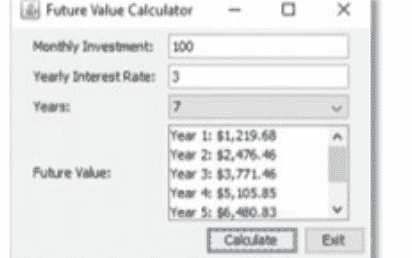 Future Value Calculator
Monthly Investment: 100
Yearly Interest Rate: 3
Years: 7
Future Value:
Year 1: $1,219.68
Year 2: $2,476.46
Year 3: $3,771.46
Year 4: $5,105.85
Year 5: $6,480.83
Calculate Exit